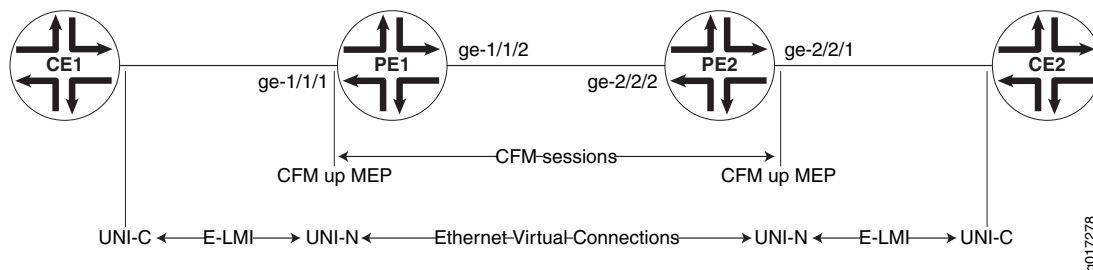 CE1
PE1
PE2
CE2
ge-1/1/2
ge-2/2/1
ge-1/1/1
ge-2/2/2
CFM sessions
CFM up MEP
CFM up MEP
UNI-C
E-LMI
UNI-N
Ethernet Virtual Connections
UNI-N
E-LMI
UNI-C
g017278